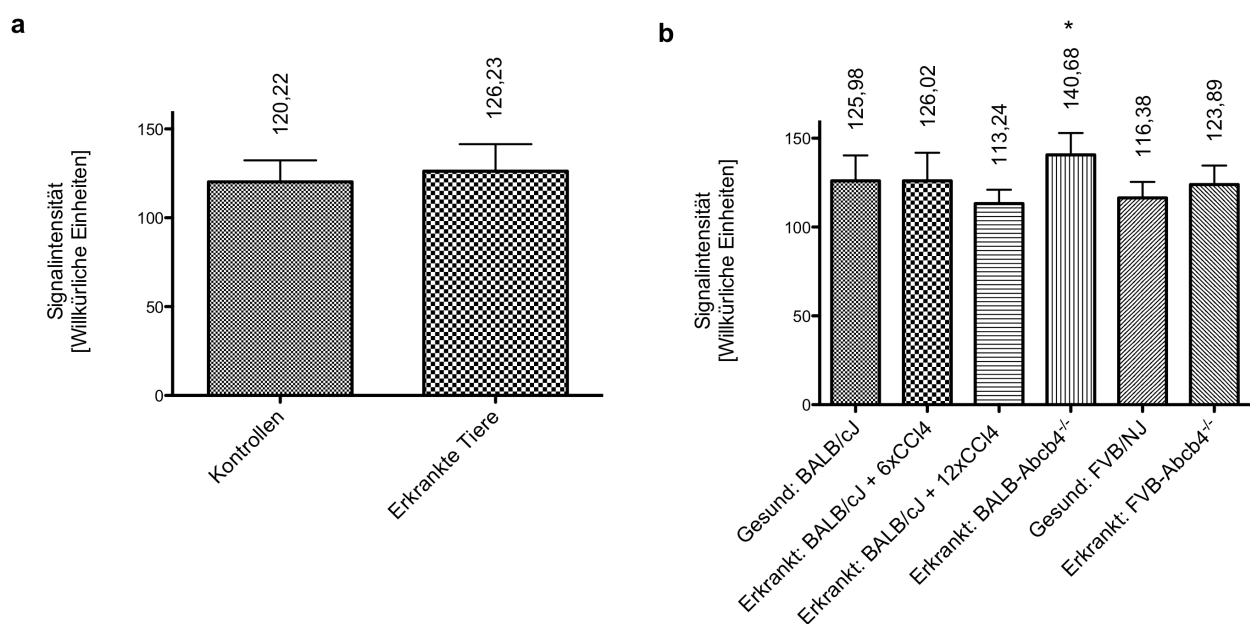 a
120,22
126,23
150
100
50
0
Signalintensität
[Willkürliche Einheiten]
Kontrollen
Erkrankte Tiere
b
*
125,98
126,02
113,24
140,68
116,38
123,89
150
100
50
0
Signalintensität
[Willkürliche Einheiten]
Gesund: BALB/cJ
Erkrankt: BALB/cJ + 6xCCl4
Erkrankt: BALB/cJ + 12xCCl4
Erkrankt: BALB-Abcb4-/-
Gesund: FVB/NJ
Erkrankt: FVB-Abcb4-/-